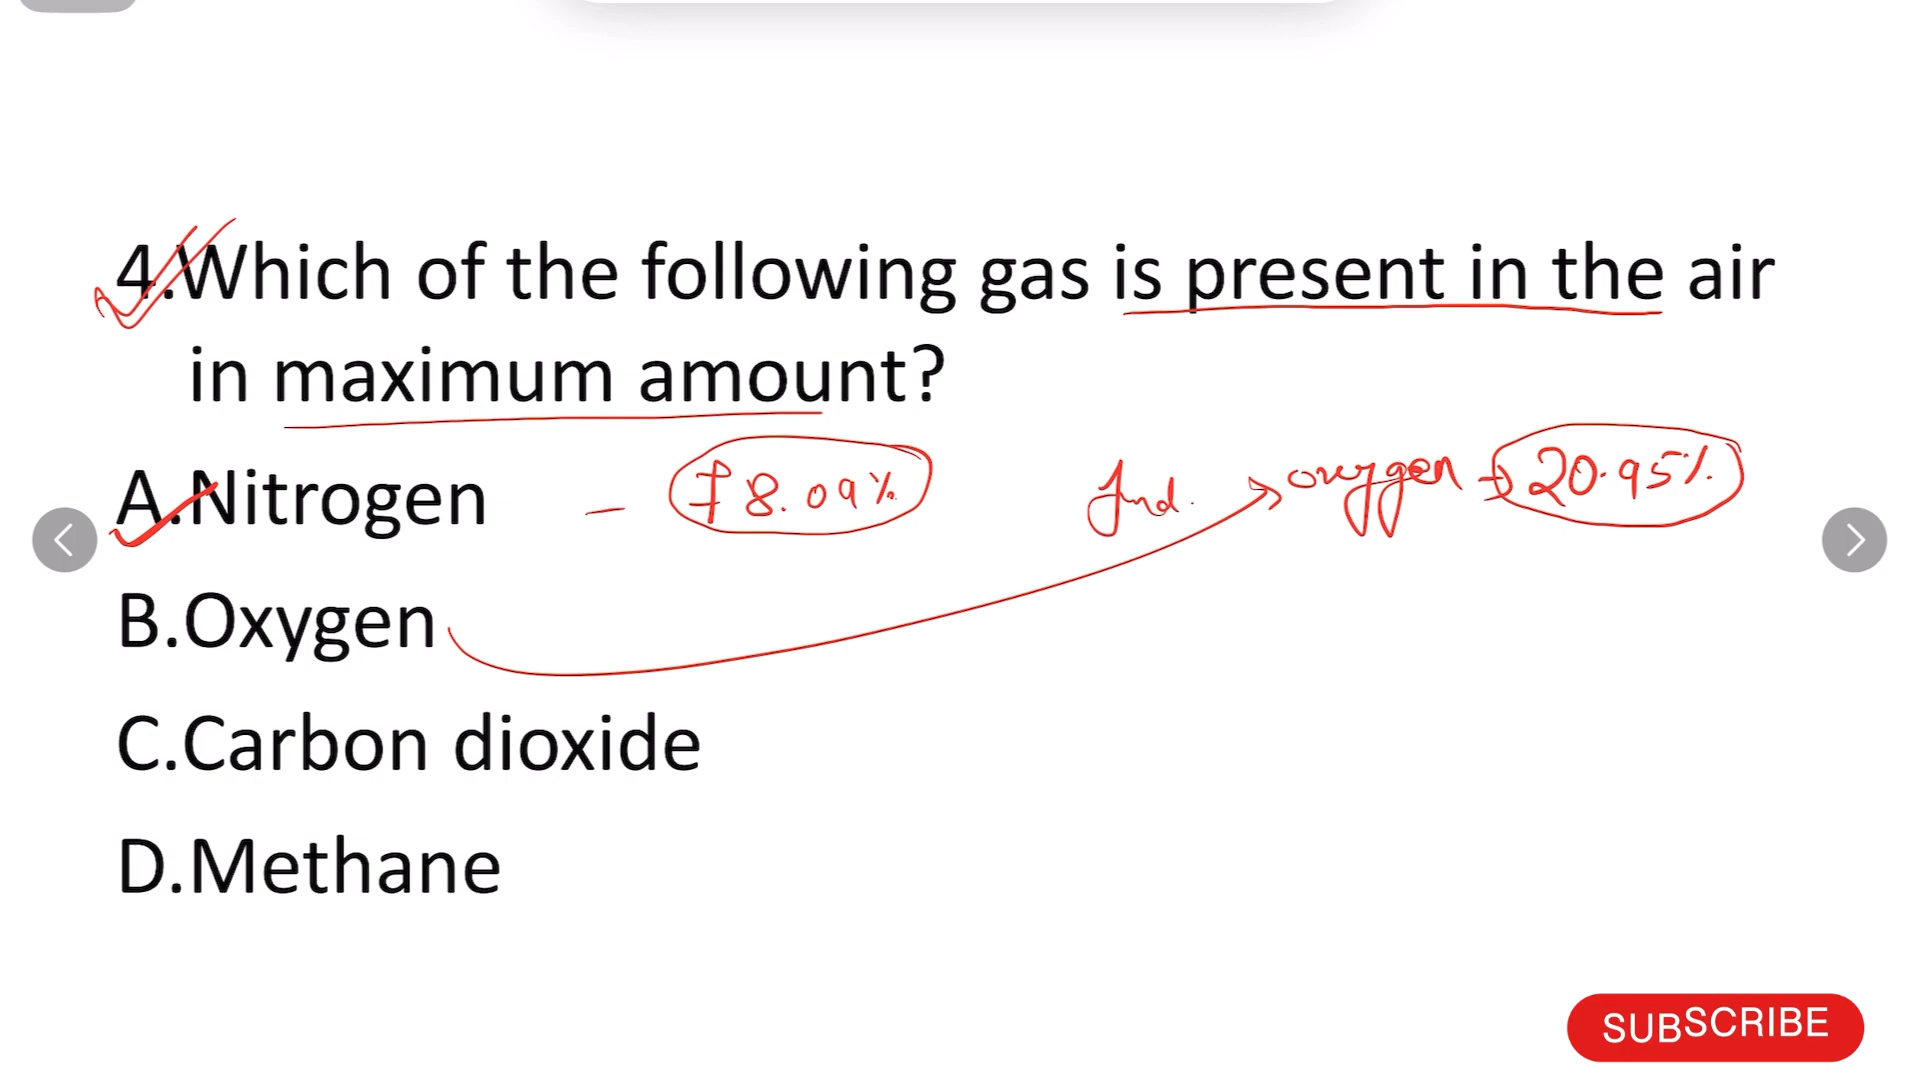 4.Which of the following gas is present in the air
in maximum amount?
A.Nitrogen - 78.09% 2nd. → oxygen → 20.95%
B.Oxygen
C.Carbon dioxide
D.Methane
SUBSCRIBE